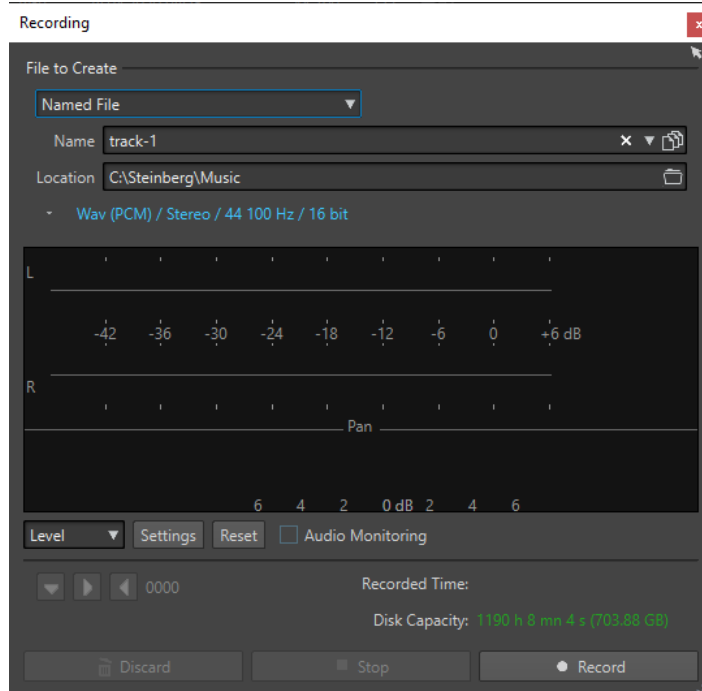 Recording
File to Create
Named File
Name track-1
Location C:\Steinberg\Music
Wav (PCM) / Stereo / 44 100 Hz / 16 bit
L
-42 -36 -30 -24 -18 -12 -6 0 +6 dB
R
Pan
6 4 2 0 dB 2 4 6
Level Settings Reset Audio Monitoring
0000 Recorded Time:
Disk Capacity: 1190 h 8 mn 4 s (703.88 GB)
Discard Stop Record